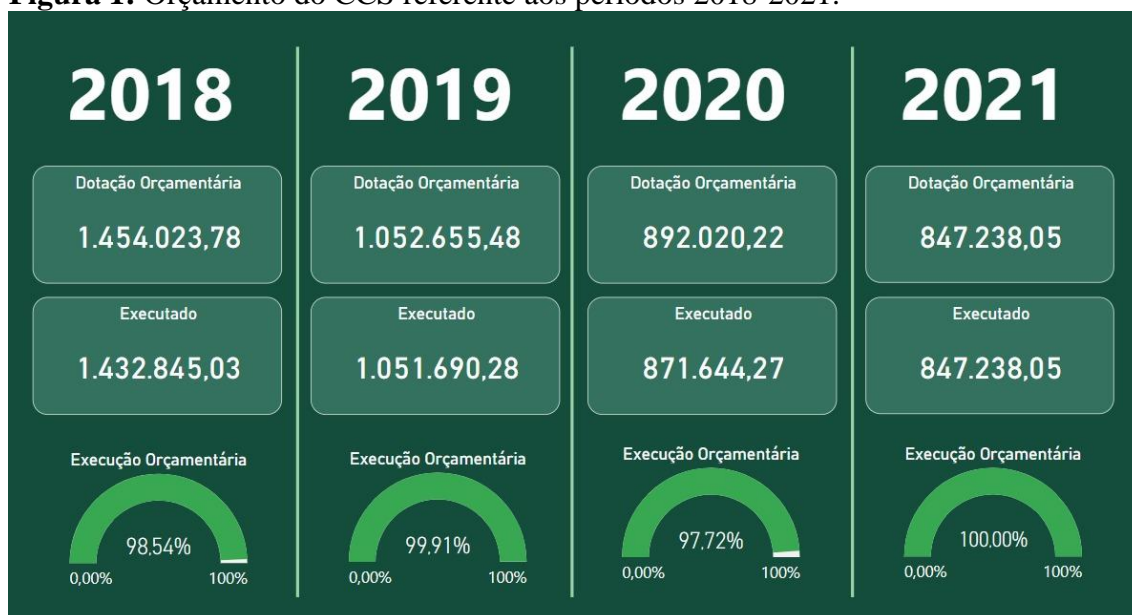 Figura 1: Orçamento do CCS referente aos períodos 2018-2021.
2018
2019
2020
2021
Dotação Orçamentária
Dotação Orçamentária
Dotação Orçamentária
Dotação Orçamentária
1.454.023,78
1.052.655,48
892.020,22
847.238,05
Executado
Executado
Executado
Executado
1.432.845,03
1.051.690,28
871.644,27
847.238,05
Execução Orçamentária
Execução Orçamentária
Execução Orçamentária
Execução Orçamentária
98,54%
99,91%
97,72%
100,00%
0,00%
100%
0,00%
100%
0,00%
100%
0,00%
100%